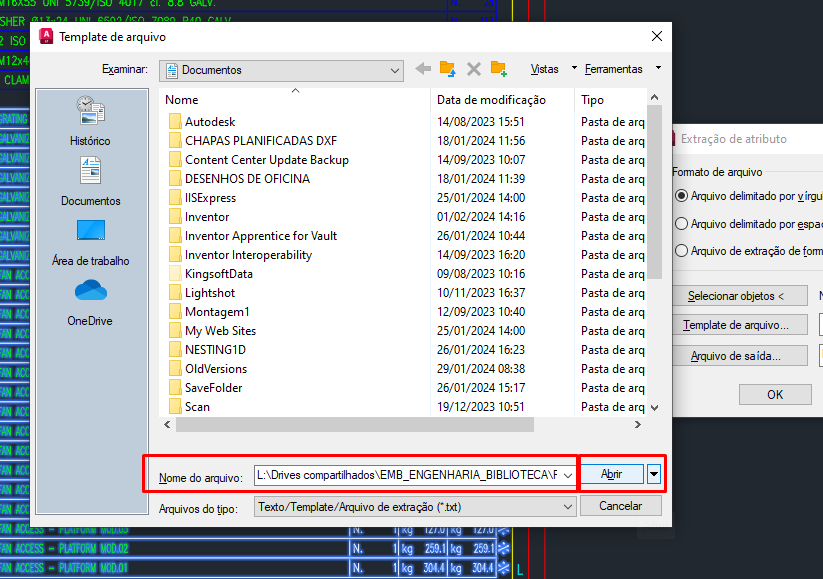 M16X55 UNI 5739/ISO 4017 cl. 8.8 GALV.
Template de arquivo
Examinar:
Documentos
Vistas
Ferramentas
Histórico
Documentos
Área de trabalho
OneDrive
Nome Data de modificação Tipo
Autodesk 14/08/2023 15:51 Pasta de arq
CHAPAS PLANIFICADAS DXF 18/01/2024 11:56 Pasta de arq
Content Center Update Backup 14/09/2023 10:07 Pasta de arq
DESENHOS DE OFICINA 18/01/2024 11:39 Pasta de arq
IISExpress 25/01/2024 14:00 Pasta de arq
Inventor 01/02/2024 14:16 Pasta de arq
Inventor Apprentice for Vault 26/01/2024 10:44 Pasta de arq
Inventor Interoperability 14/09/2023 16:20 Pasta de arq
KingsoftData 09/08/2023 10:16 Pasta de arq
Lightshot 10/11/2023 16:37 Pasta de arq
Montagem1 12/09/2023 10:40 Pasta de arq
My Web Sites 25/01/2024 14:00 Pasta de arq
NESTING1D 26/01/2024 16:23 Pasta de arq
OldVersions 29/01/2024 08:38 Pasta de arq
SaveFolder 26/01/2024 15:17 Pasta de arq
Scan 19/12/2023 10:51 Pasta de arq
Nome do arquivo: L:\Drives compartilhados\EMB_ENGENHARIA_BIBLIOTECA\F Abrir
Arquivos do tipo: Texto/Template/Arquivo de extração (*.txt) Cancelar
Extração de atributo
Formato de arquivo
Arquivo delimitado por vírgul
Arquivo delimitado por espaç
Arquivo de extração de form
Selecionar objetos <
Template de arquivo...
Arquivo de saída...
OK
FAN ACCESS - PLATFORM MOD.03 N. 1 kg 127.0 kg 127.0
FAN ACCESS - PLATFORM MOD.02 N. 1 kg 259.1 kg 259.1
FAN ACCESS - PLATFORM MOD.01 N. 1 kg 304.4 kg 304.4
L